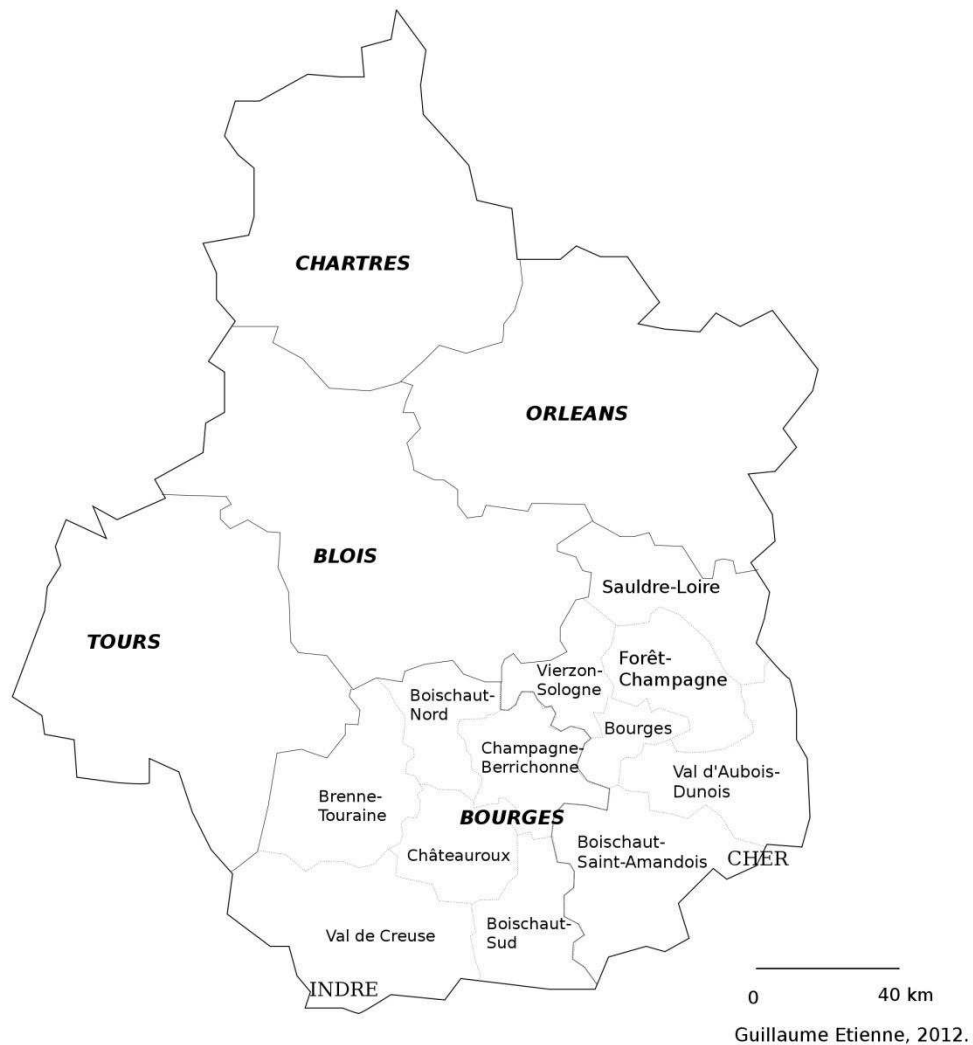 CHARTRES
ORLEANS
BLOIS
Sauldre-Loire
TOURS
Forêt-
Champagne
Vierzon-
Sologne
Boischaut-
Nord
Bourges
Champagne-
Berrichonne
Val d'Aubois-
Dunois
Brenne-
Touraine
BOURGES
Châteauroux
Boischaut-
Saint-Amandois
CHER
Val de Creuse
Boischaut-
Sud
INDRE
0 40 km
Guillaume Etienne, 2012.